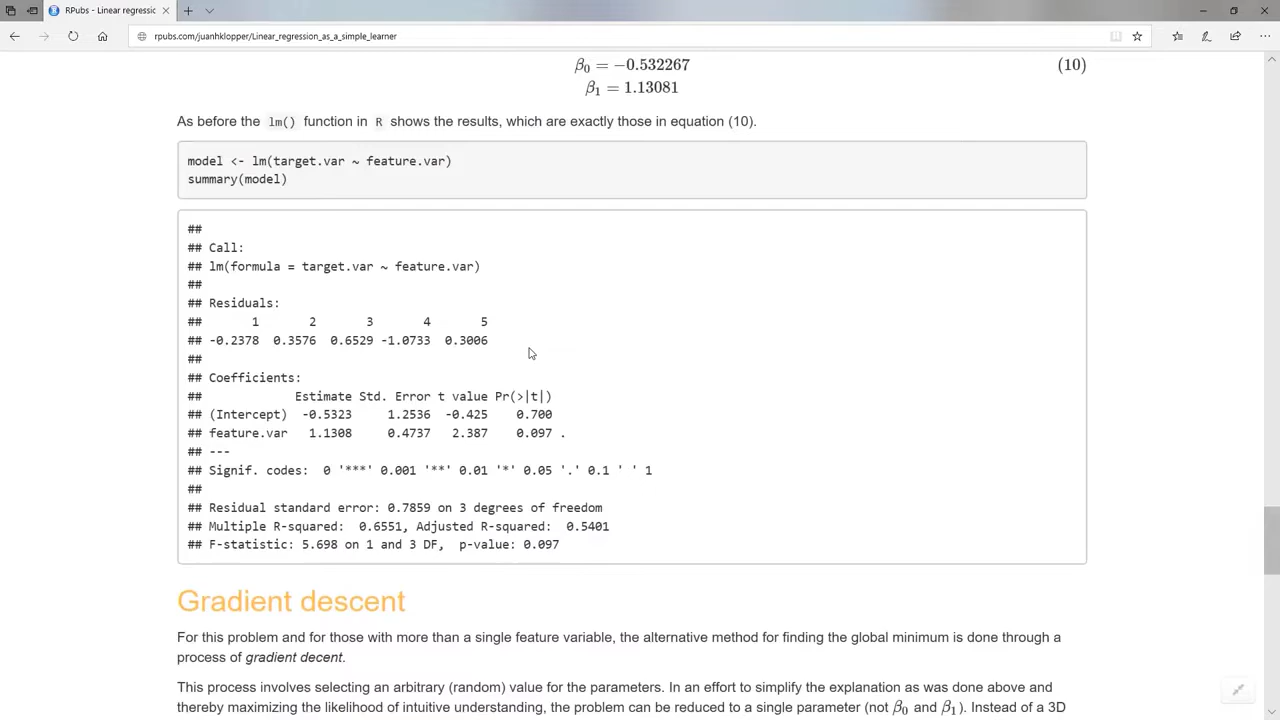 RPubs - Linear regressic
rpubs.com/juanhklopper/Linear_regression_as_a_simple_learner
β0 = −0.532267
β1 = 1.13081
(10)
As before the lm() function in R shows the results, which are exactly those in equation (10).
model <- lm(target.var ~ feature.var)
summary(model)
##
## Call:
## lm(formula = target.var ~ feature.var)
##
## Residuals:
##       1       2       3       4       5
## -0.2378  0.3576  0.6529 -1.0733  0.3006
##
## Coefficients:
##             Estimate Std. Error t value Pr(>|t|)
## (Intercept)  -0.5323     1.2536  -0.425    0.700
## feature.var   1.1308     0.4737   2.387    0.097 .
## ---
## Signif. codes:  0 '***' 0.001 '**' 0.01 '*' 0.05 '.' 0.1 ' ' 1
##
## Residual standard error: 0.7859 on 3 degrees of freedom
## Multiple R-squared:  0.6551, Adjusted R-squared:  0.5401
## F-statistic: 5.698 on 1 and 3 DF,  p-value: 0.097
Gradient descent
For this problem and for those with more than a single feature variable, the alternative method for finding the global minimum is done through a
process of gradient decent.
This process involves selecting an arbitrary (random) value for the parameters. In an effort to simplify the explanation as was done above and
thereby maximizing the likelihood of intuitive understanding, the problem can be reduced to a single parameter (not β0 and β1). Instead of a 3D